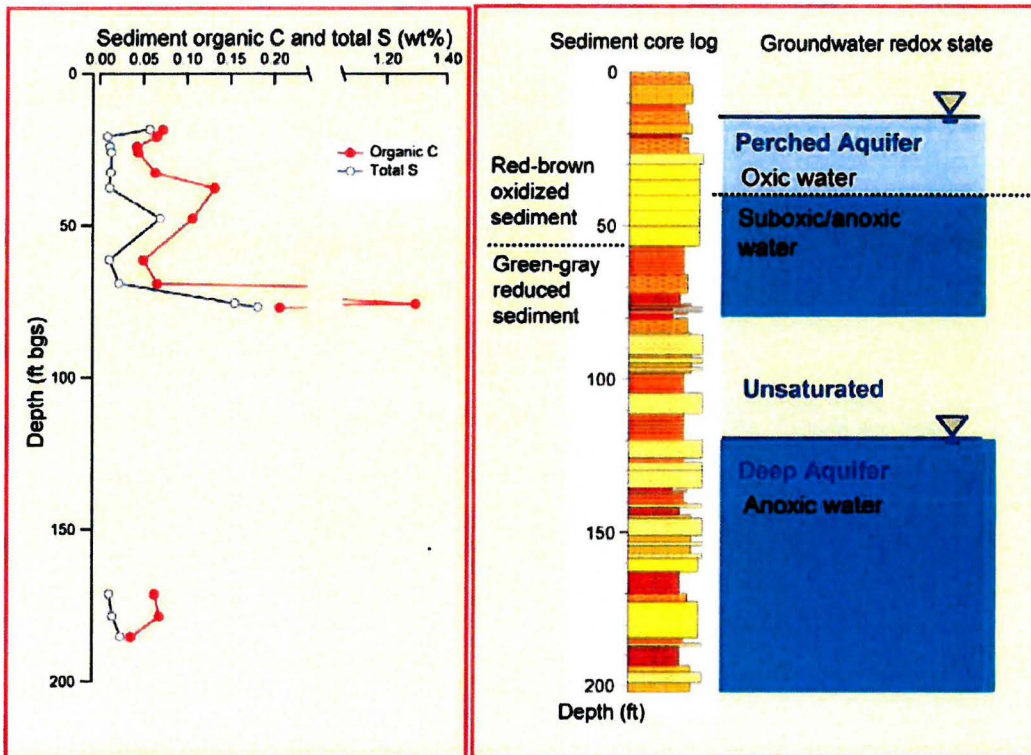 Sediment organic C and total S (wt%)
0.00 0.05 0.10 0.15 0.20 1.20 1.40
0
50
100
150
200
Depth (ft bgs)
Organic C
Total S
Sediment core log
Groundwater redox state
0
50
100
150
200
Depth (ft)
Red-brown
oxidized
sediment
Green-gray
reduced
sediment
Perched Aquifer
Oxic water
Suboxic/anoxic
water
Unsaturated
Deep Aquifer
Anoxic water